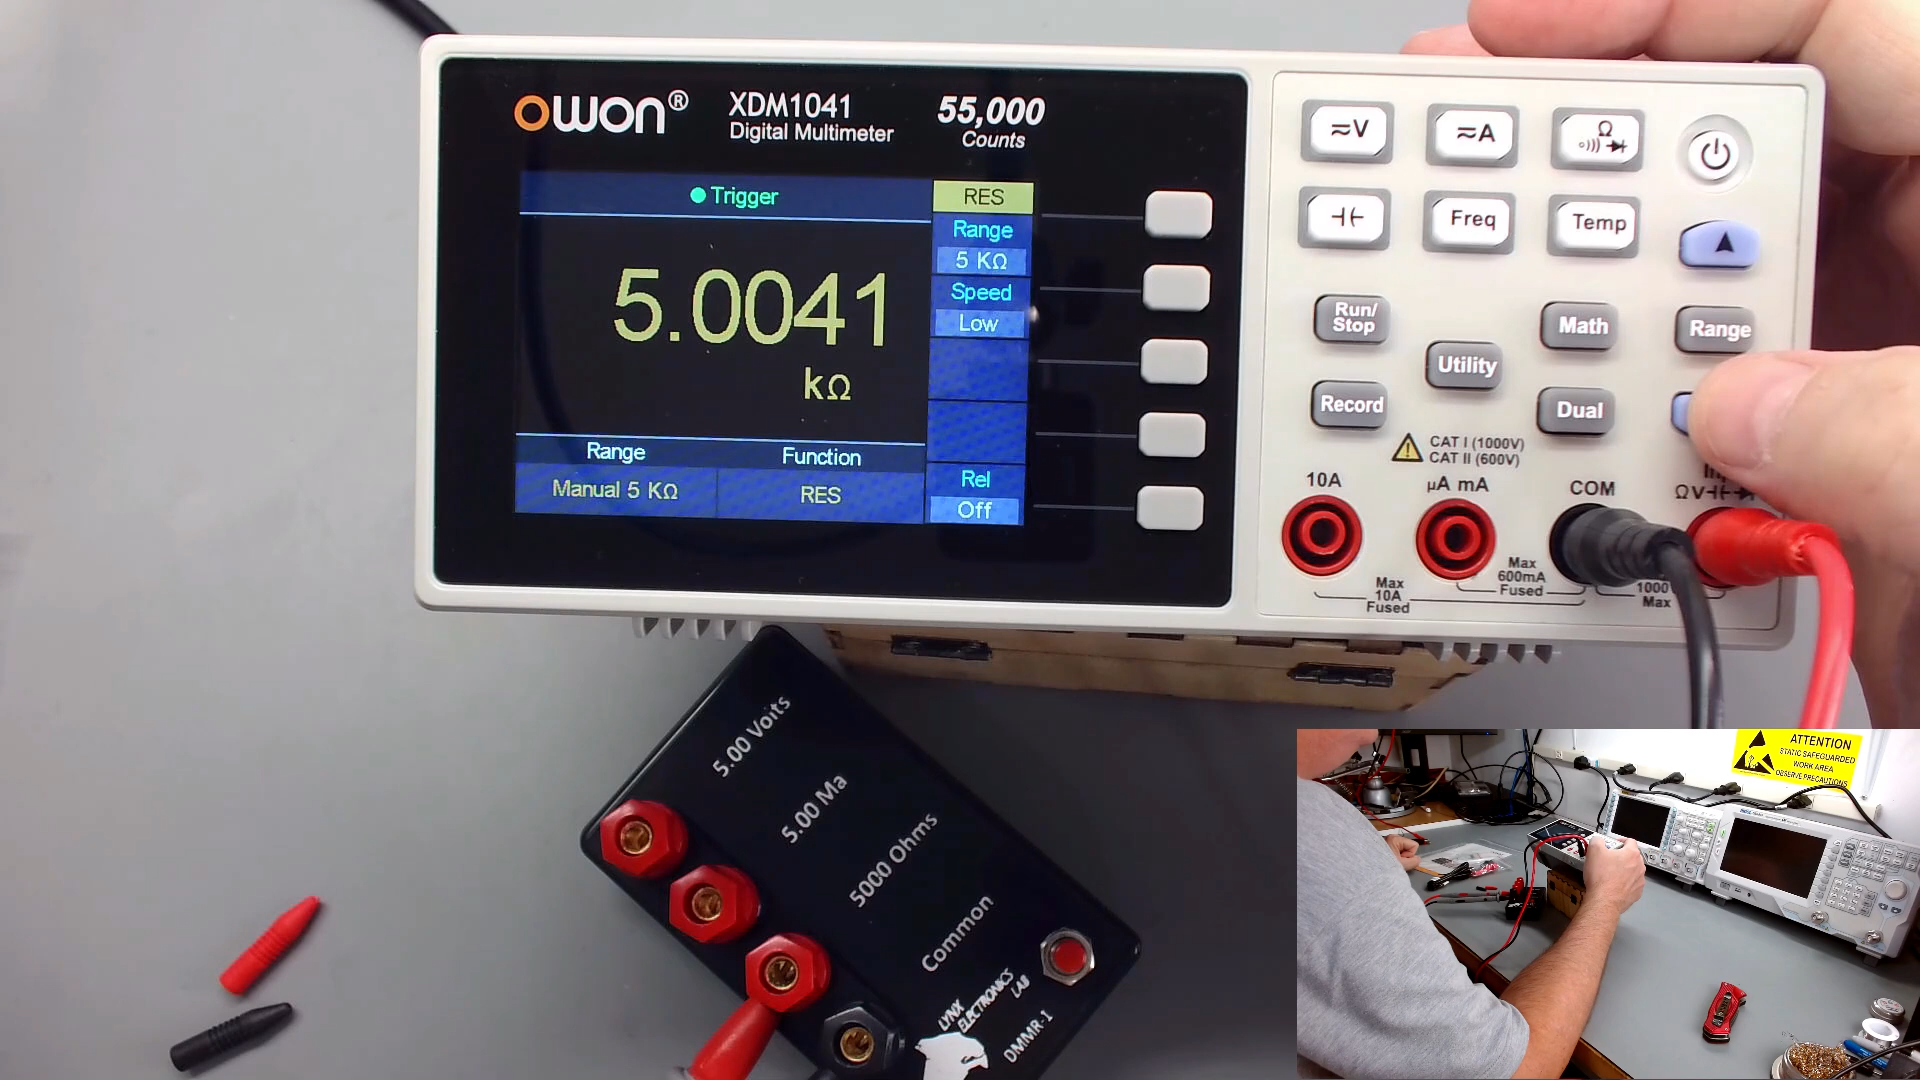 owon®
XDM1041
Digital Multimeter
55,000
Counts
Trigger
5.0041
kΩ
Range
Manual 5 KΩ
Function
RES
RES
Range
5 KΩ
Speed
Low
Rel
Off
≂V
≂A
Ω
Freq
Temp
Run/
Stop
Utility
Math
Range
Record
Dual
CAT I (1000V)
CAT II (600V)
10A
µA mA
COM
Max
10A
Fused
Max
600mA
Fused
Max
5.00 Volts
5.00 Ma
5000 Ohms
Common
LYNX
ELECTRONICS
LAB
DMMR-1
ATTENTION
STATIC SAFEGUARDED
WORK AREA
OBSERVE PRECAUTIONS